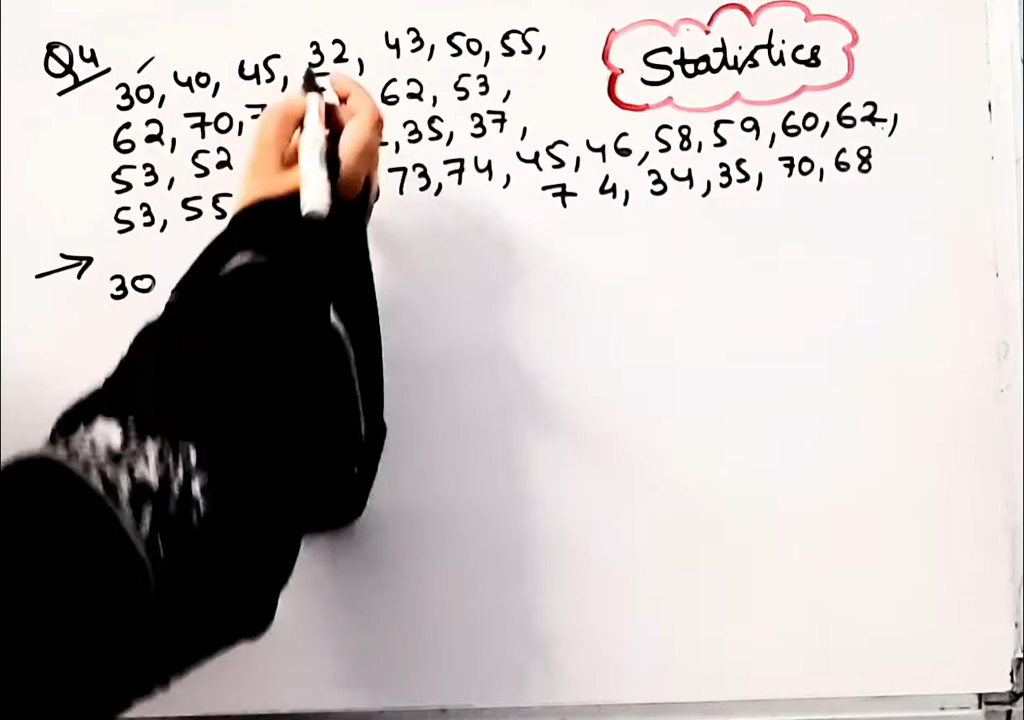 Q4
Statistics
30, 40, 45, 32, 43, 50, 55,
62, 70, 62, 53,
53, 52 ,35, 37,
53, 55 73, 74, 45, 46, 58, 59, 60, 62,
7 4, 34, 35, 70, 68
→ 30